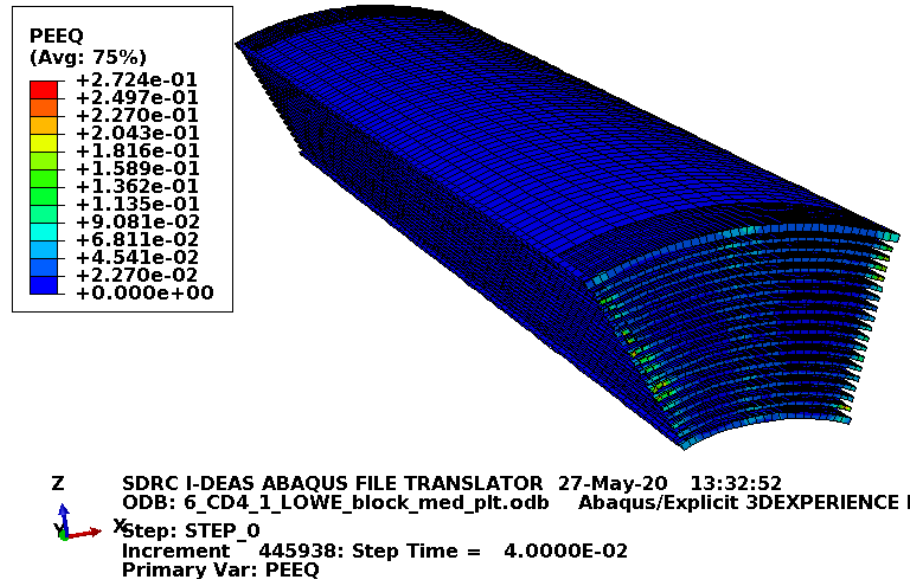 PEEQ
(Avg: 75%)
+2.724e-01
+2.497e-01
+2.270e-01
+2.043e-01
+1.816e-01
+1.589e-01
+1.362e-01
+1.135e-01
+9.081e-02
+6.811e-02
+4.541e-02
+2.270e-02
+0.000e+00
Z
Y
X
SDRC I-DEAS ABAQUS FILE TRANSLATOR 27-May-20 13:32:52
ODB: 6_CD4_1_LOWE_block_med_plt.odb Abaqus/Explicit 3DEXPERIENCE
Step: STEP_0
Increment 445938: Step Time = 4.0000E-02
Primary Var: PEEQ